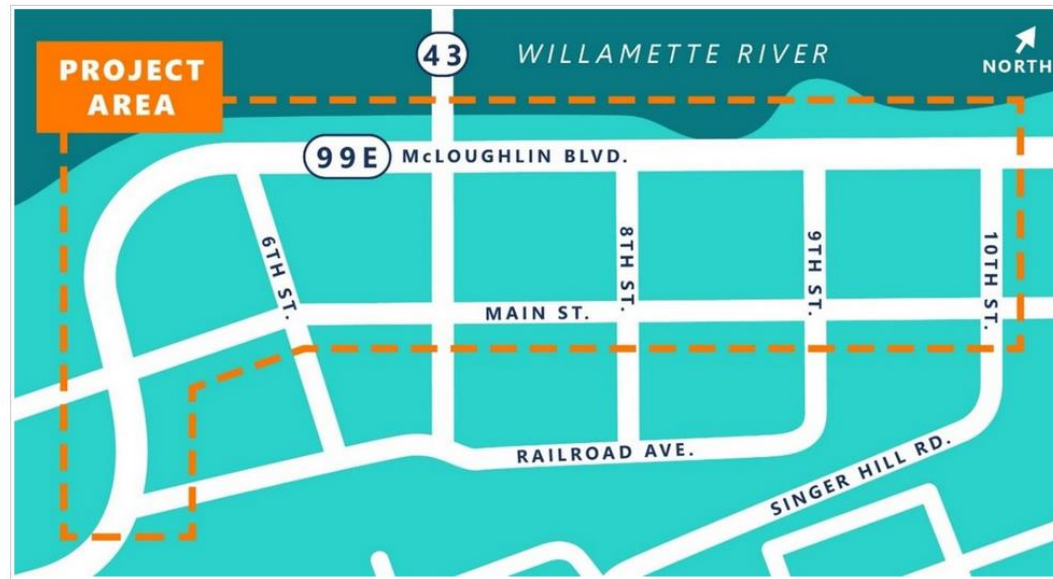 PROJECT
AREA
43
WILLAMETTE RIVER
NORTH
99E
McLOUGHLIN BLVD.
6TH ST.
8TH ST.
9TH ST.
10TH ST.
MAIN ST.
RAILROAD AVE.
SINGER HILL RD.